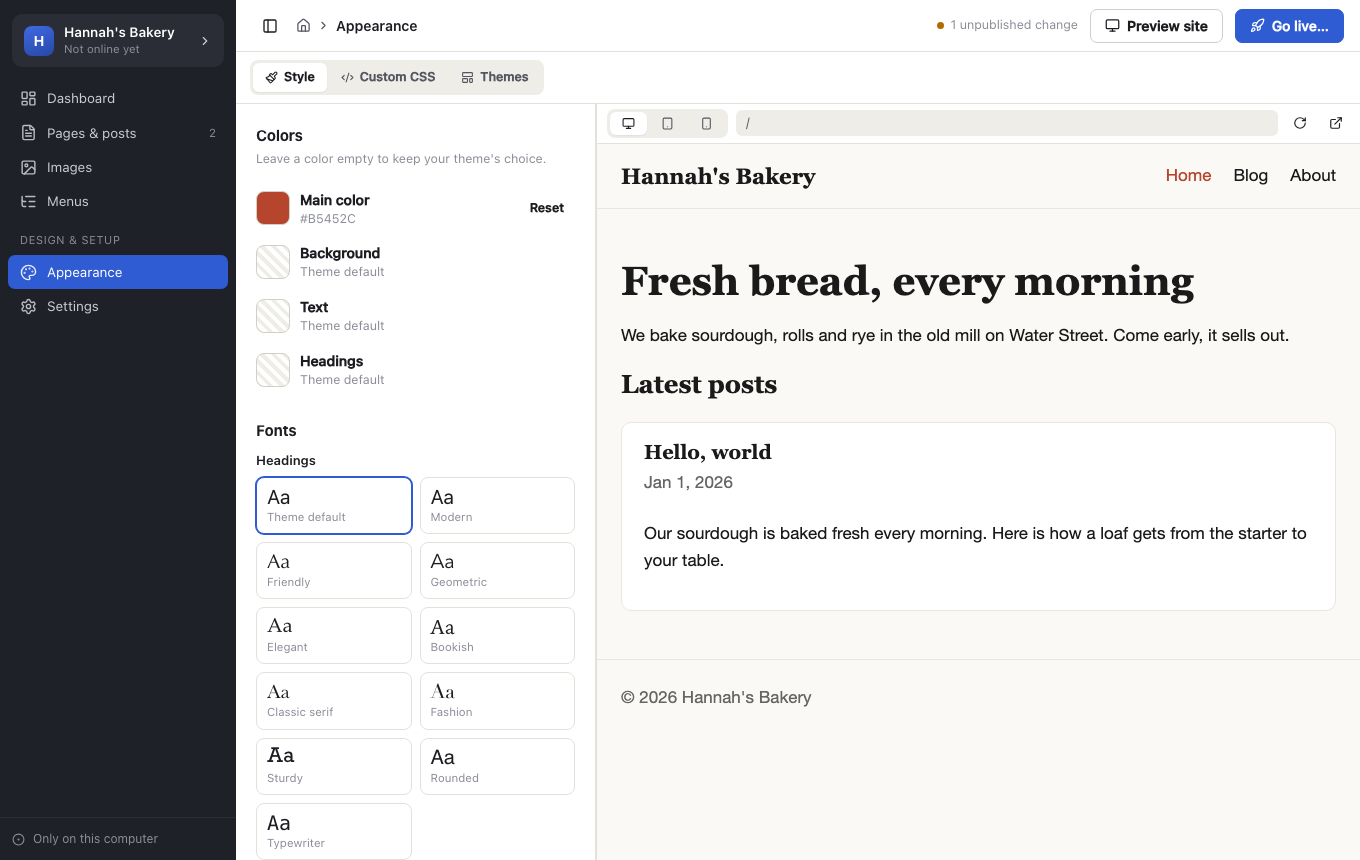 H
Hannah's Bakery
Not online yet
Appearance
1 unpublished change
Preview site
Go live...
Dashboard
Pages & posts
2
Images
Menus
DESIGN & SETUP
Appearance
Settings
Only on this computer
Style
Custom CSS
Themes
Colors
Leave a color empty to keep your theme's choice.
Main color
#B5452C
Reset
Background
Theme default
Text
Theme default
Headings
Theme default
Fonts
Headings
Aa
Theme default
Aa
Modern
Aa
Friendly
Aa
Geometric
Aa
Elegant
Aa
Bookish
Aa
Classic serif
Aa
Fashion
Aa
Sturdy
Aa
Rounded
Aa
Typewriter
/
Hannah's Bakery
Home
Blog
About
Fresh bread, every morning
We bake sourdough, rolls and rye in the old mill on Water Street. Come early, it sells out.
Latest posts
Hello, world
Jan 1, 2026
Our sourdough is baked fresh every morning. Here is how a loaf gets from the starter to
your table.
© 2026 Hannah's Bakery